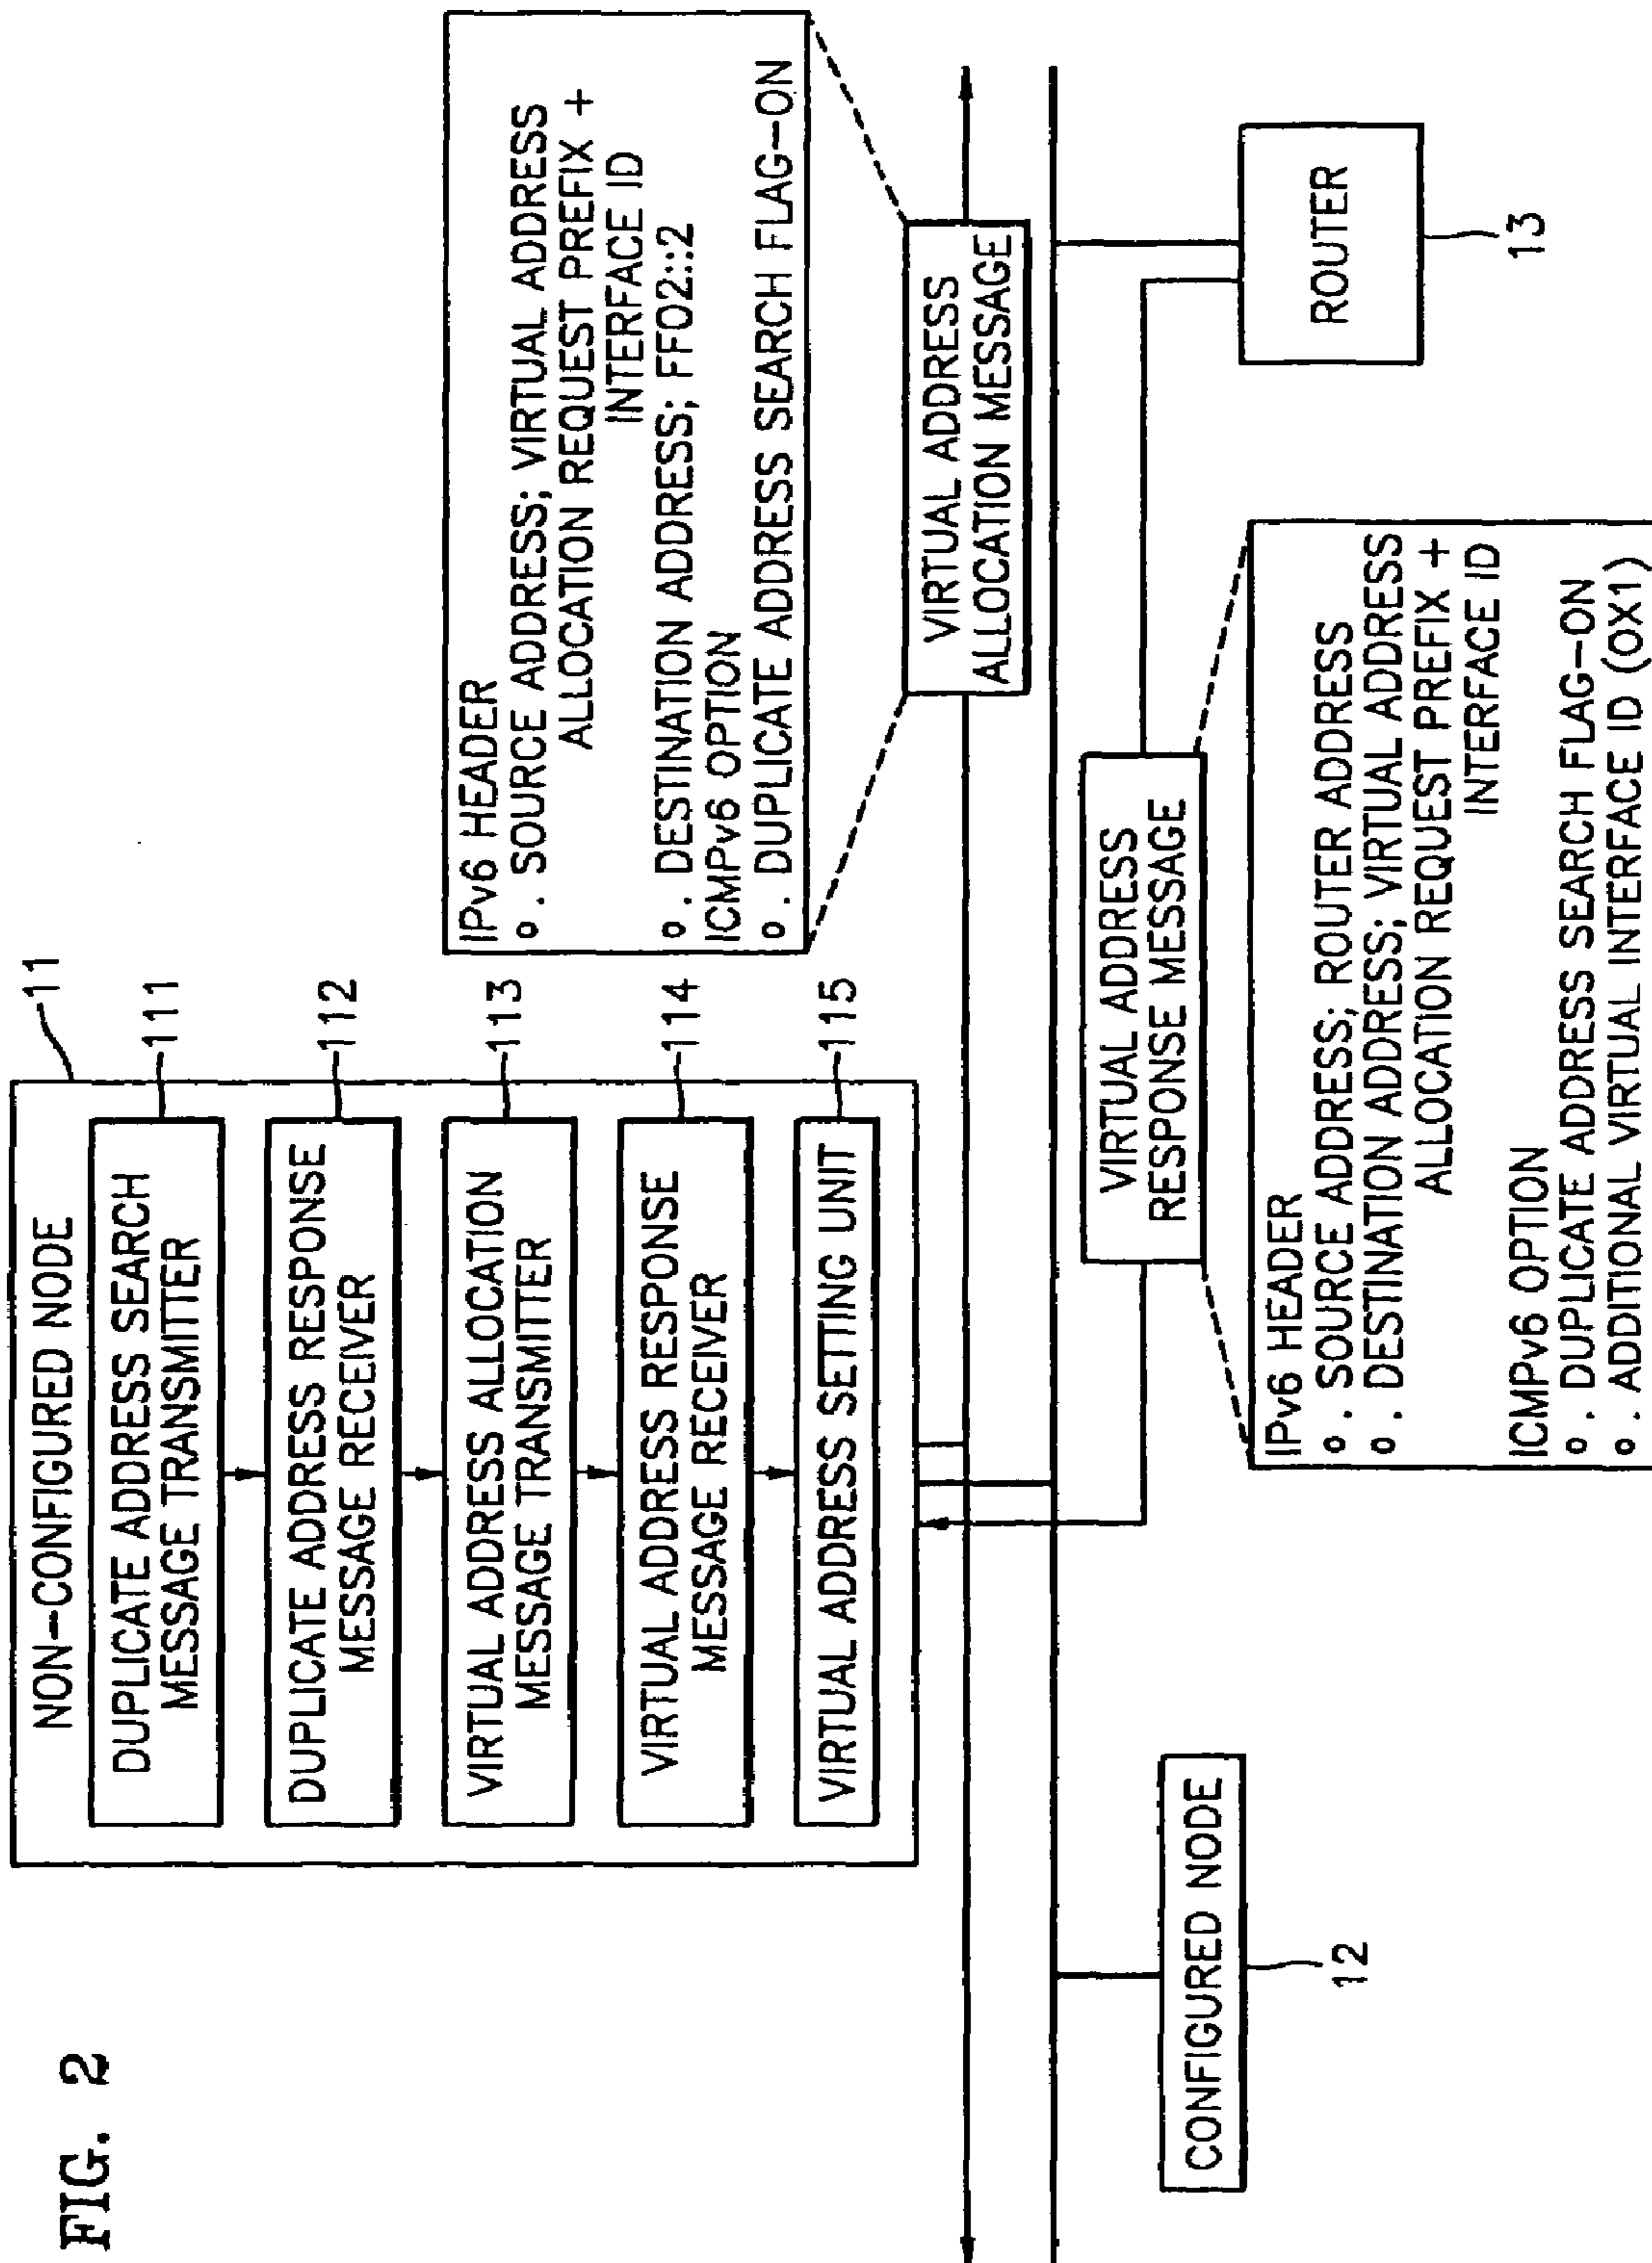 FIG. 2
11
NON-CONFIGURED NODE
DUPLICATE ADDRESS SEARCH
MESSAGE TRANSMITTER
111
DUPLICATE ADDRESS RESPONSE
MESSAGE RECEIVER
112
VIRTUAL ADDRESS ALLOCATION
MESSAGE TRANSMITTER
113
VIRTUAL ADDRESS RESPONSE
MESSAGE RECEIVER
114
VIRTUAL ADDRESS SETTING UNIT
115
IPv6 HEADER
o . SOURCE ADDRESS; VIRTUAL ADDRESS
ALLOCATION REQUEST PREFIX +
INTERFACE ID
o . DESTINATION ADDRESS; FF02::2
ICMPv6 OPTION
o . DUPLICATE ADDRESS SEARCH FLAG-ON
VIRTUAL ADDRESS
ALLOCATION MESSAGE
CONFIGURED NODE
12
VIRTUAL ADDRESS
RESPONSE MESSAGE
ROUTER
13
IPv6 HEADER
o . SOURCE ADDRESS; ROUTER ADDRESS
o . DESTINATION ADDRESS; VIRTUAL ADDRESS
ALLOCATION REQUEST PREFIX +
INTERFACE ID
ICMPv6 OPTION
o . DUPLICATE ADDRESS SEARCH FLAG-ON
o . ADDITIONAL VIRTUAL INTERFACE ID (OX1)